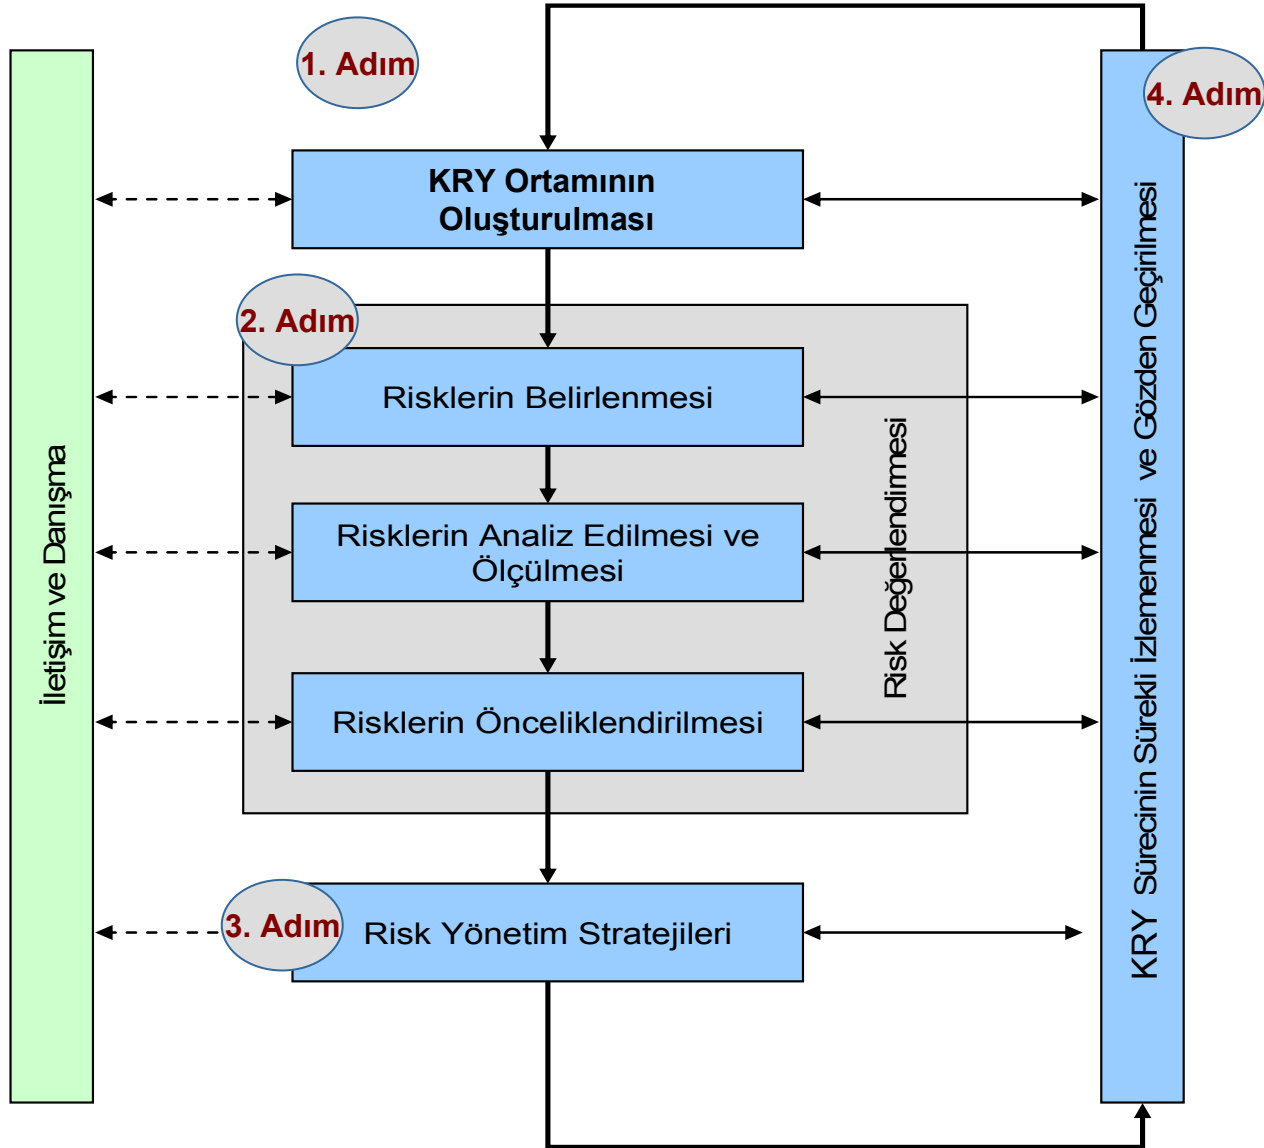 1. Adım
4. Adım
KRY Ortamının
Oluşturulması
2. Adım
Risklerin Belirlenmesi
Risklerin Analiz Edilmesi ve
Ölçülmesi
Risklerin Önceliklendirilmesi
Risk Değerlendirmesi
3. Adım
Risk Yönetim Stratejileri
İletişim ve Danışma
KRY Sürecinin Sürekli İzlemenmesi ve Gözden Geçirilmesi